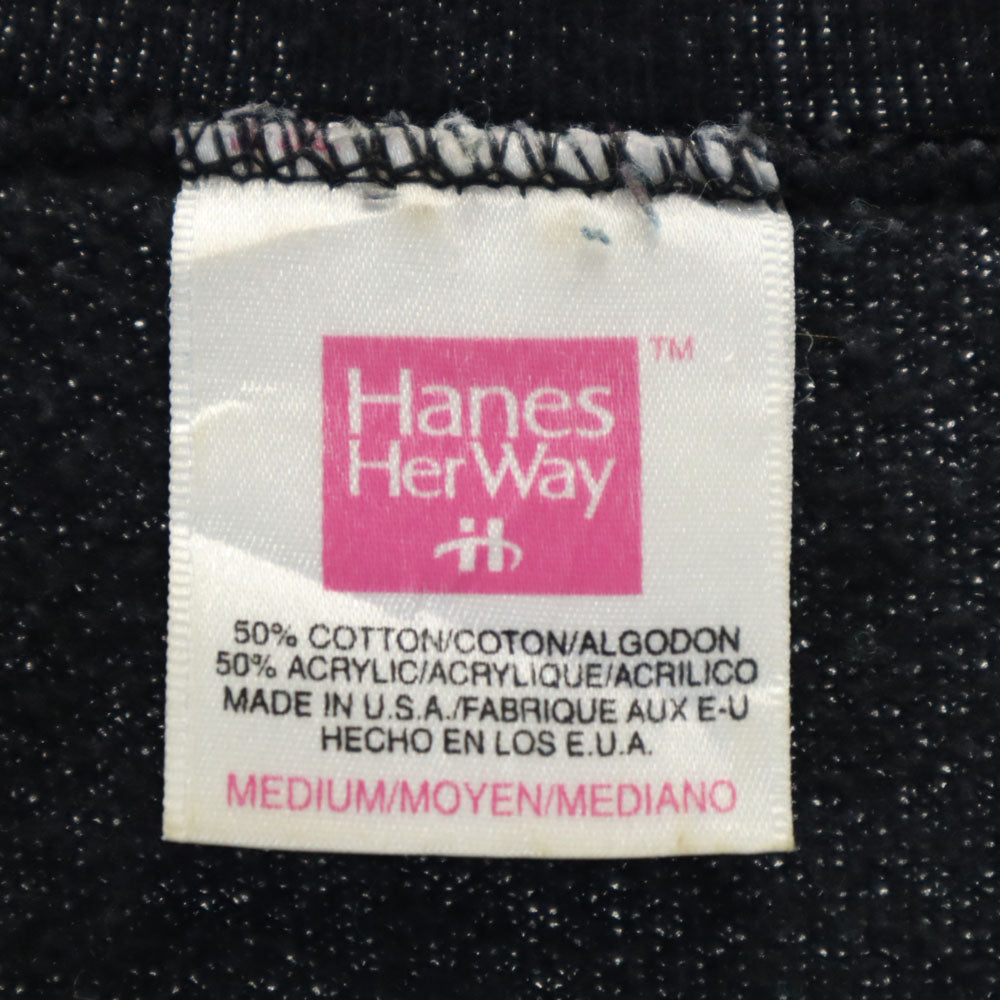 TM
Hanes
Her Way
50% COTTON/COTON/ALGODON
50% ACRYLIC/ACRYLIQUE/ACRILICO
MADE IN U.S.A./FABRIQUE AUX E-U
HECHO EN LOS E.U.A.
MEDIUM/MOYEN/MEDIANO